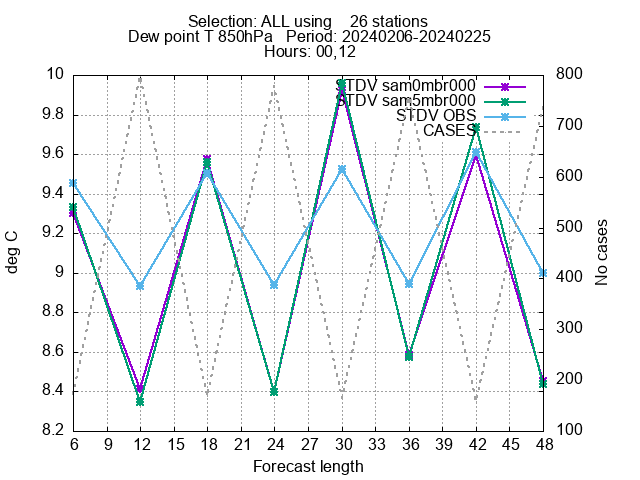 Selection: ALL using 26 stations
Dew point T 850hPa Period: 20240206-20240225
Hours: 00,12
STDV sam0mbr000
STDV sam5mbr000
STDV OBS
CASES
10
9.8
9.6
9.4
9.2
9
8.8
8.6
8.4
8.2
deg C
800
700
600
500
400
300
200
100
No cases
6 9 12 15 18 21 24 27 30 33 36 39 42 45 48
Forecast length